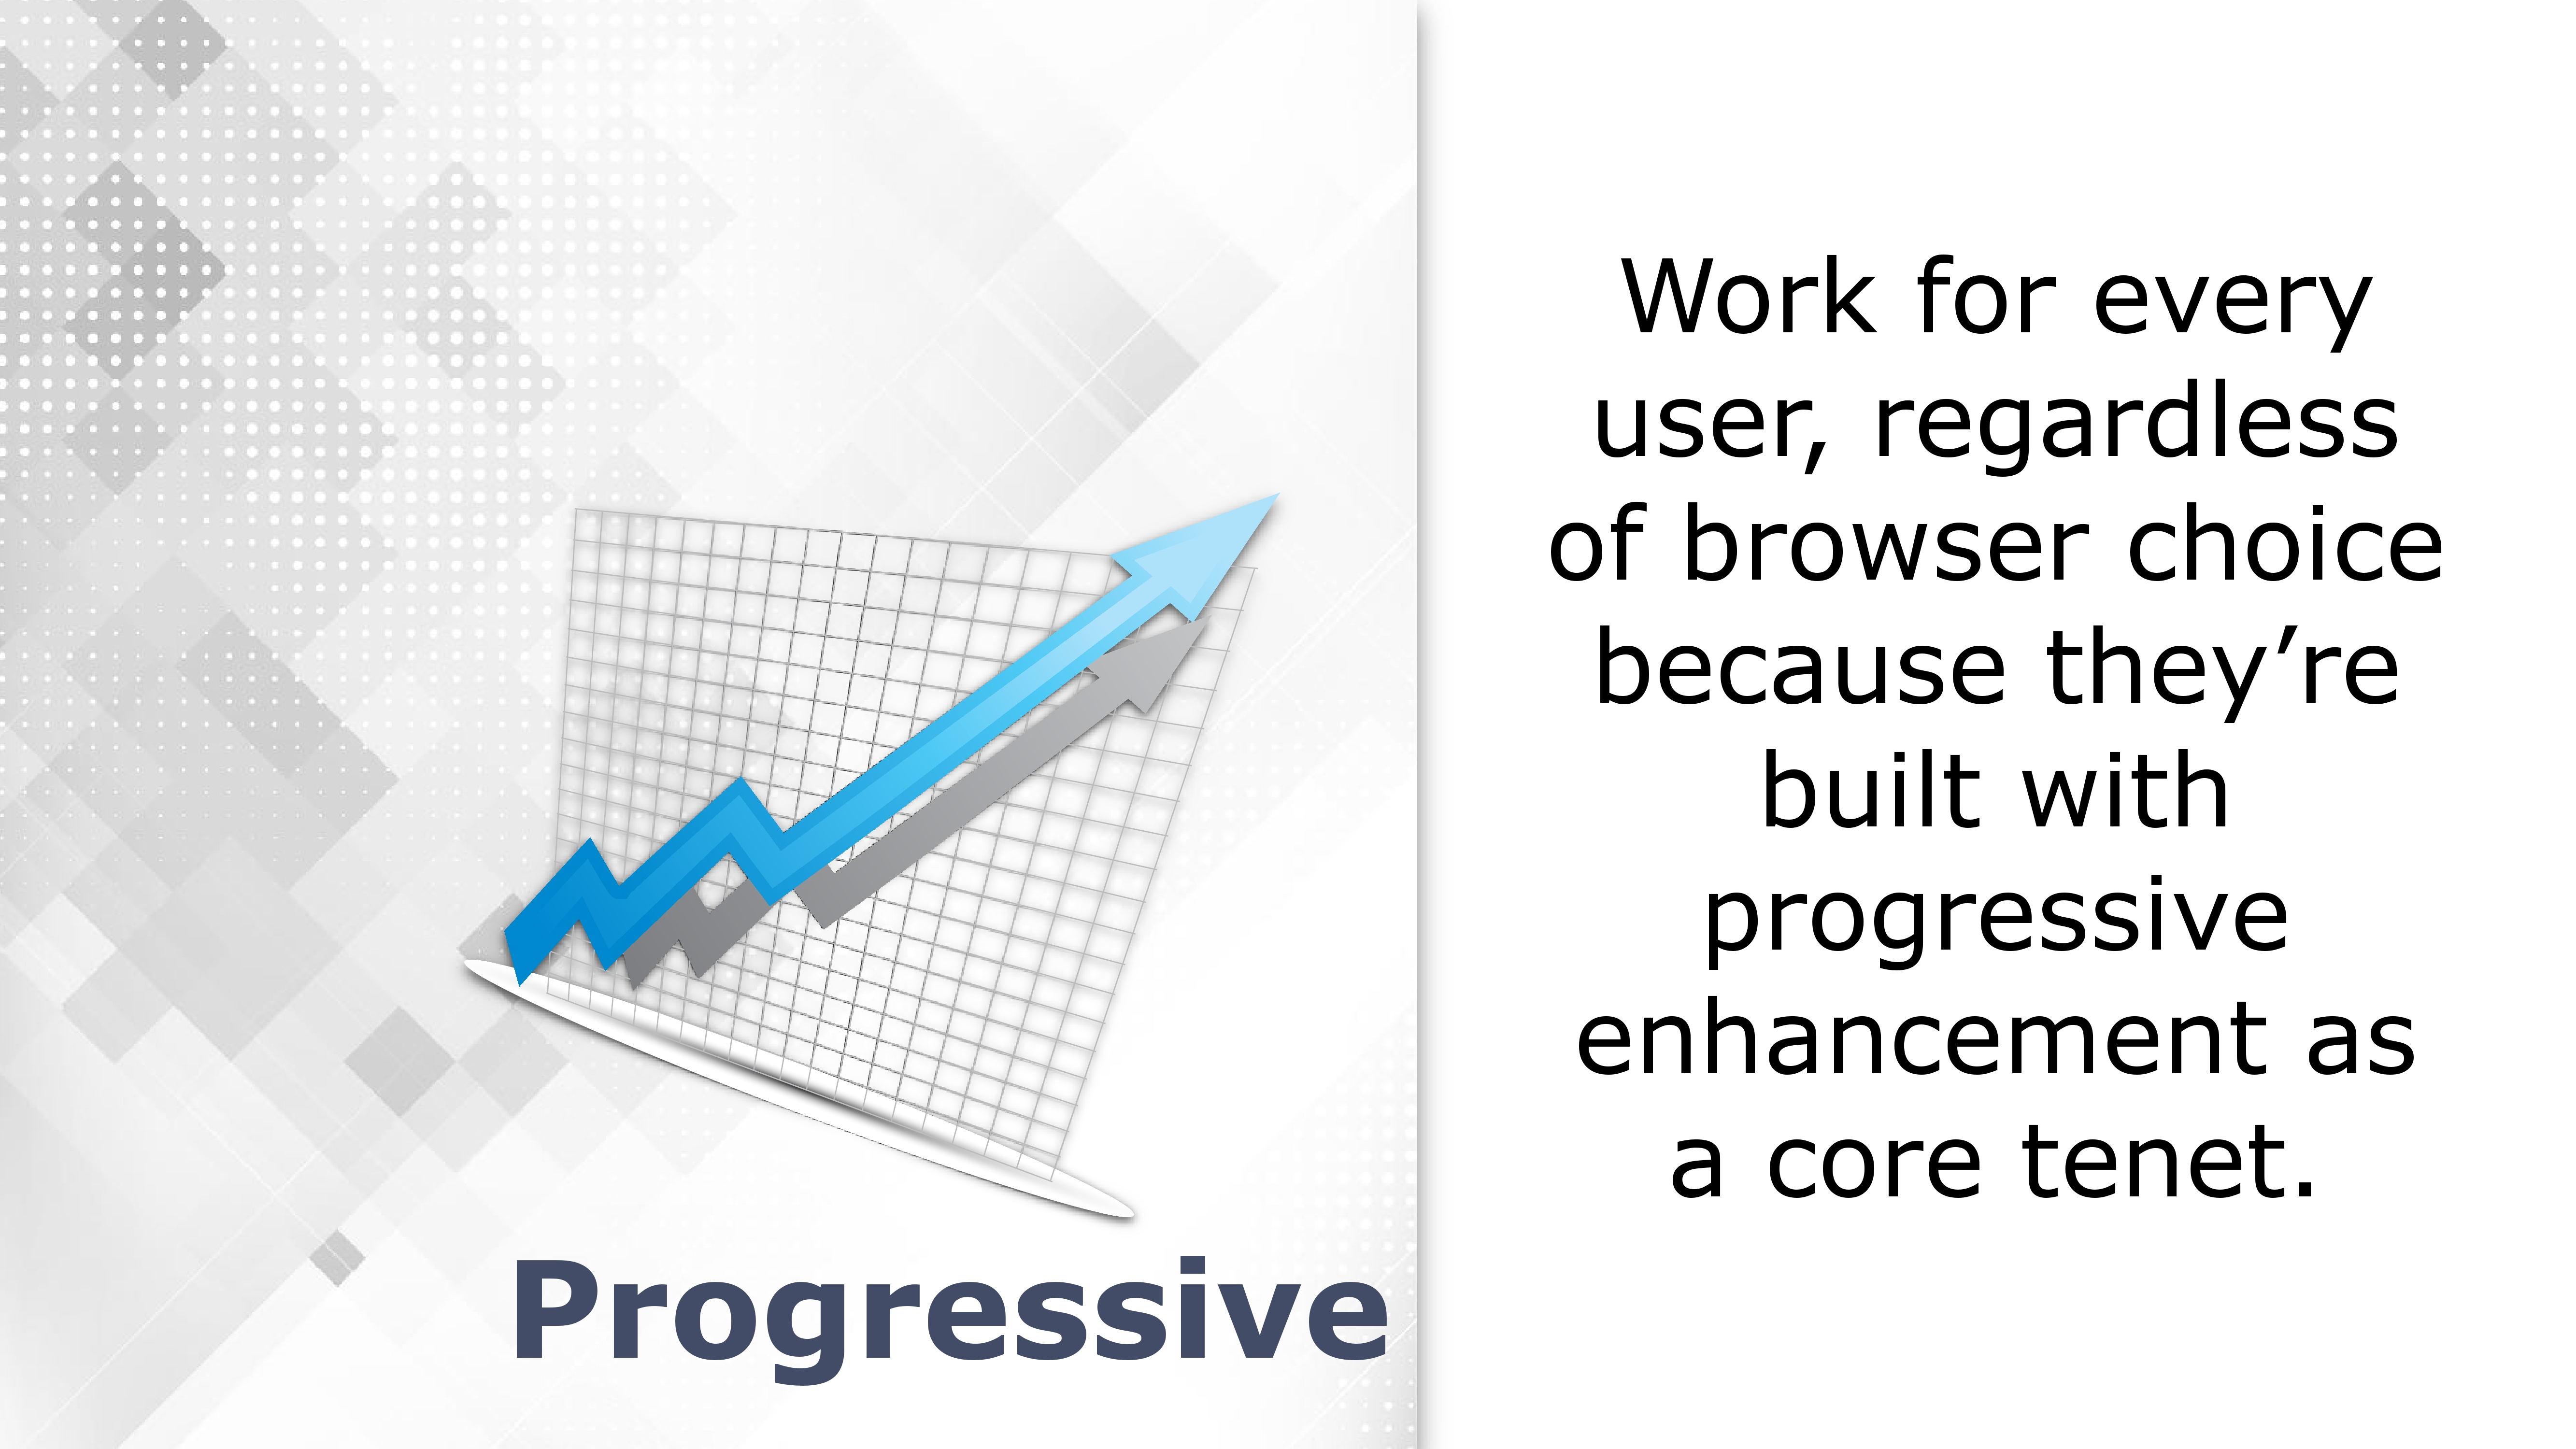 Progressive
Work for every
user, regardless
of browser choice
because they’re
built with
progressive
enhancement as
a core tenet.